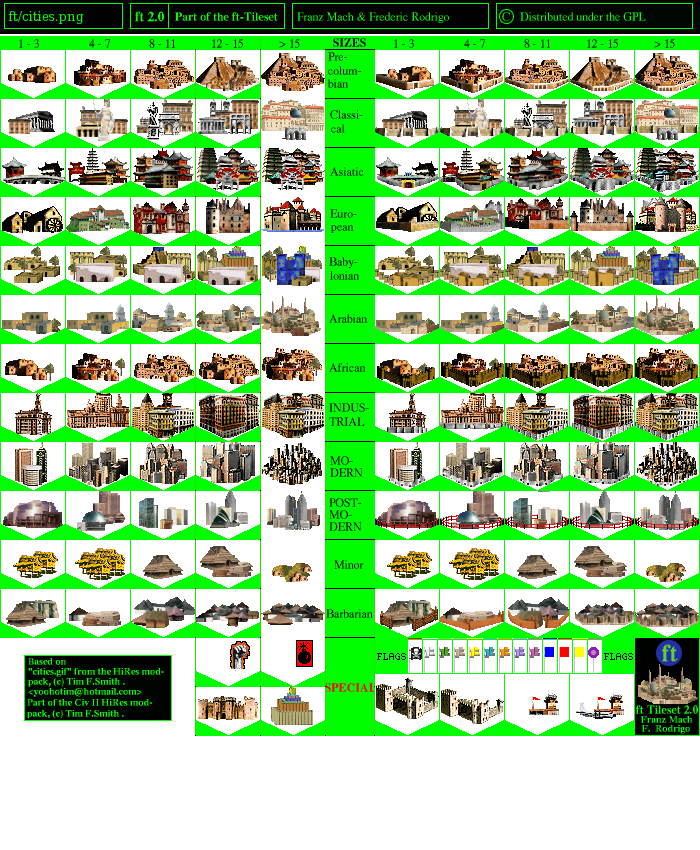 ft/cities.png
ft 2.0
Part of the ft-Tileset
Franz Mach & Frederic Rodrigo
© Distributed under the GPL
1 - 3
4 - 7
8 - 11
12 - 15
> 15
SIZES
1 - 3
4 - 7
8 - 11
12 - 15
> 15
Pre-
colum-
bian
Classi-
cal
Asiatic
Euro-
pean
Baby-
lonian
Arabian
African
INDUS-
TRIAL
MO-
DERN
POST-
MO-
DERN
Minor
Barbarian
FLAGS
FLAGS
Based on
"cities.gif" from the HiRes mod-
pack, (c) Tim F.Smith .
<yoohotim@hotmail.com>
Part of the Civ II HiRes mod-
pack, (c) Tim F.Smith .
SPECIAL
ft
ft Tileset 2.0
Franz Mach
F. Rodrigo